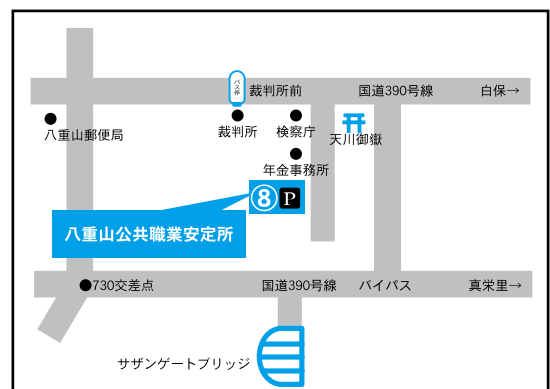 バス停
裁判所前
国道390号線
白保→
八重山郵便局
裁判所
検察庁
天川御嶽
年金事務所
⑧ P
八重山公共職業安定所
730交差点
国道390号線
バイパス
真栄里→
サザンゲートブリッジ